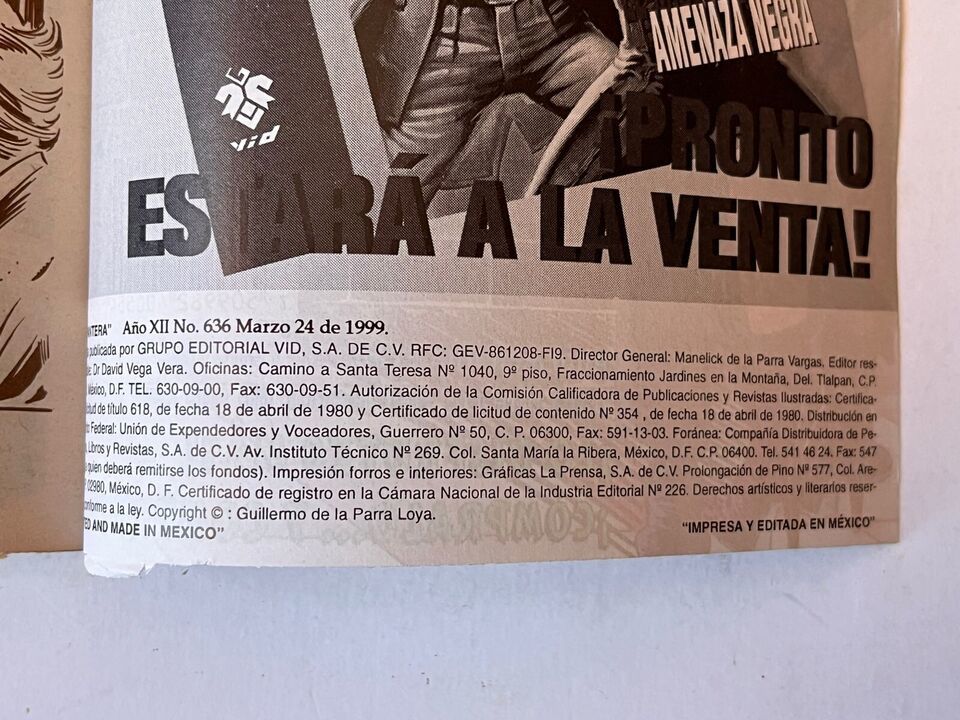 AMENAZA NEGRA
Vid
¡PRONTO
ESTARÁ A LA VENTA!
NTERA" Año XII No. 636 Marzo 24 de 1999.
publicada por GRUPO EDITORIAL VID, S.A. DE C.V. RFC: GEV-861208-FI9. Director General: Manelick de la Parra Vargas. Editor res-
e: Dr David Vega Vera. Oficinas: Camino a Santa Teresa Nº 1040, 9º piso, Fraccionamiento Jardines en la Montaña, Del. Tlalpan, C.P.
México, D.F. TEL. 630-09-00, Fax: 630-09-51. Autorización de la Comisión Calificadora de Publicaciones y Revistas Ilustradas: Certifica-
icitud de título 618, de fecha 18 de abril de 1980 y Certificado de licitud de contenido Nº 354 , de fecha 18 de abril de 1980. Distribución en
o Federal: Unión de Expendedores y Voceadores, Guerrero Nº 50, C. P. 06300, Fax: 591-13-03. Foránea: Compañía Distribuidora de Pe-
, Libros y Revistas, S.A. de C.V. Av. Instituto Técnico Nº 269. Col. Santa María la Ribera, México, D.F. C.P. 06400. Tel. 541 46 24. Fax: 547
a quien deberá remitirse los fondos). Impresión forros e interiores: Gráficas La Prensa, S.A. de C.V. Prolongación de Pino Nº 577, Col. Are-
02980, México, D. F. Certificado de registro en la Cámara Nacional de la Industria Editorial Nº 226. Derechos artísticos y literarios reser-
conforme a la ley. Copyright © : Guillermo de la Parra Loya.
ED AND MADE IN MEXICO" "IMPRESA Y EDITADA EN MÉXICO"